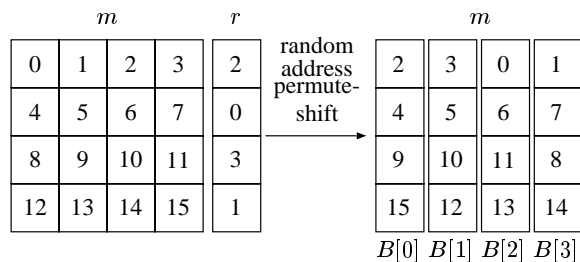 m r m
0 1 2 3 2 random 2 3 0 1
address
permute-
4 5 6 7 0 shift 4 5 6 7
8 9 10 11 3 9 10 11 8
12 13 14 15 1 15 12 13 14
B[0] B[1] B[2] B[3]